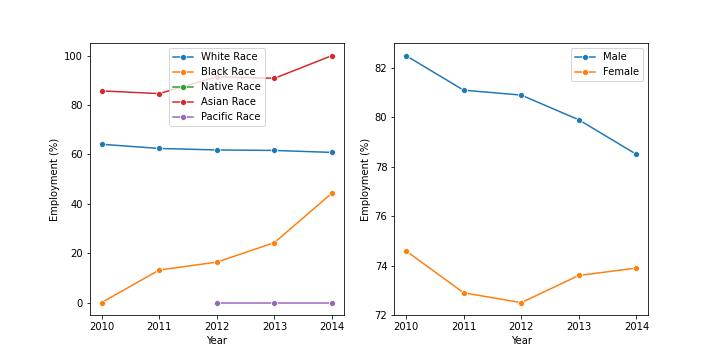 100
80
60
40
20
0
Employment (%)
2010 2011 2012 2013 2014
Year
White Race
Black Race
Native Race
Asian Race
Pacific Race
82
80
78
76
74
72
Employment (%)
2010 2011 2012 2013 2014
Year
Male
Female